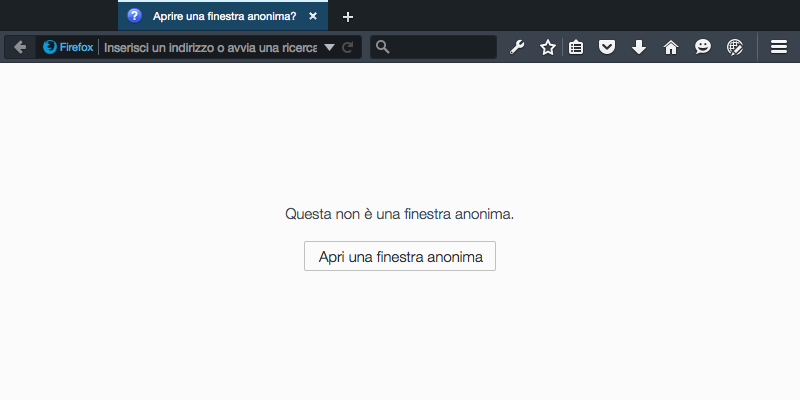 Aprire una finestra anonima?
Firefox
Inserisci un indirizzo o avvia una ricerca
Questa non è una finestra anonima.
Apri una finestra anonima